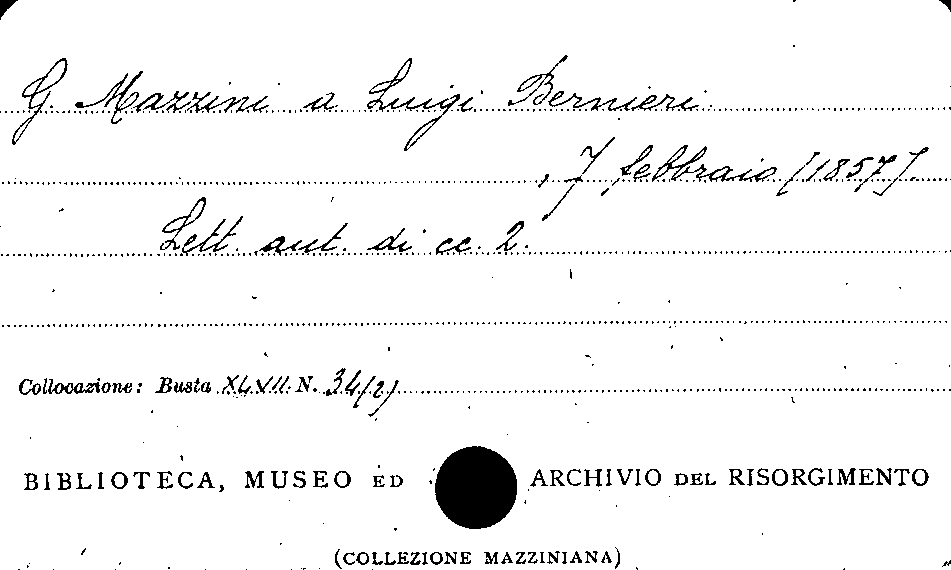 G. Mazzini a Luigi Bernieri.
, 7 febbraio [1857].
Lett. aut. di cc. 2.
Collocazione: Busta XLVII N. 34(2)
BIBLIOTECA, MUSEO ED ARCHIVIO DEL RISORGIMENTO
(COLLEZIONE MAZZINIANA)